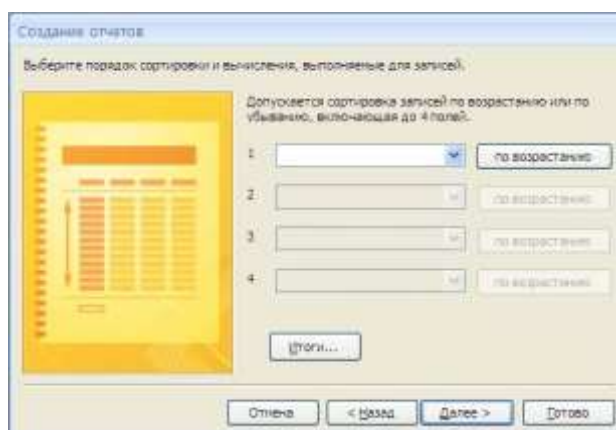 Создание отчетов
Выберите порядок сортировки и вычисления, выполняемые для записей.
Допускается сортировка записей по возрастанию или по
убыванию, включающая до 4 полей.
1 по возрастанию
2 по возрастанию
3 по возрастанию
4 по возрастанию
Итоги...
Отмена < Назад Далее > Готово